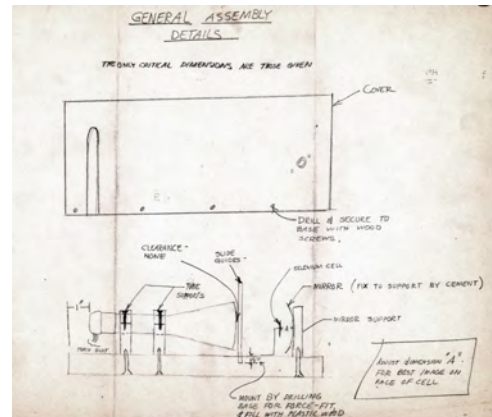 GENERAL ASSEMBLY
DETAILS
THE ONLY CRITICAL DIMENSIONS ARE THOSE GIVEN
COVER
DRILL & SECURE TO
BASE WITH WOOD
SCREWS.
CLEARANCE -
NONE
SLIDE
GUIDES
TUBE
SUPPORTS
1"
SELENIUM CELL
MIRROR (FIX TO SUPPORT BY CEMENT)
MIRROR SUPPORT
A
MOUNT BY DRILLING
BASE FOR FORCE-FIT,
& FILL WITH PLASTIC WOOD
ADJUST DIMENSION "A"
FOR BEST IMAGE ON
FACE OF CELL